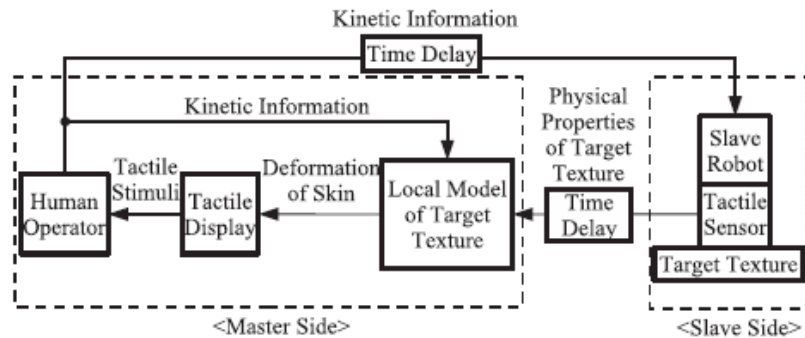 Kinetic Information
Time Delay
Kinetic Information
Physical
Properties
of Target
Texture
Slave
Robot
Tactile
Stimuli
Deformation
of Skin
Human
Operator
Tactile
Display
Local Model
of Target
Texture
Time
Delay
Tactile
Sensor
Target Texture
<Master Side>
<Slave Side>